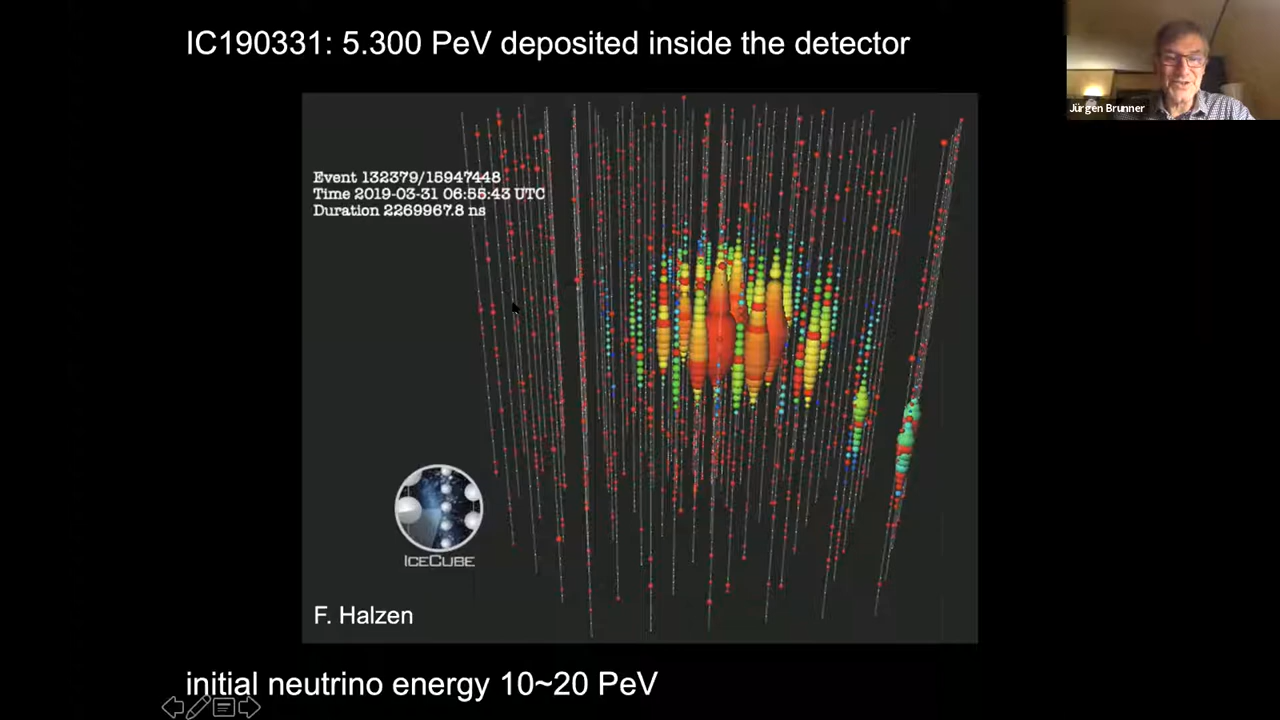 IC190331: 5.300 PeV deposited inside the detector
Jürgen Brunner
Event 132379/15947448
Time 2019-03-31 06:55:43 UTC
Duration 2269967.8 ns
ICECUBE
F. Halzen
initial neutrino energy 10~20 PeV